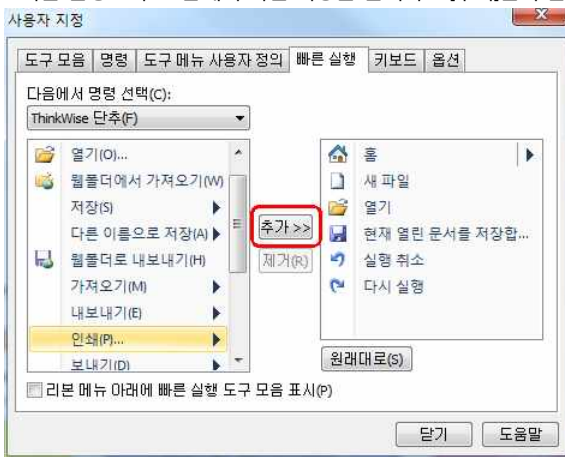 사용자 지정
도구 모음 명령 도구 메뉴 사용자 정의 빠른 실행 키보드 옵션
다음에서 명령 선택(C):
ThinkWise 단추(F)
열기(O)...
웹폴더에서 가져오기(W)
저장(S)
다른 이름으로 저장(A)
웹폴더로 내보내기(H)
가져오기(M)
내보내기(E)
인쇄(P)...
보내기(D)
추가 >>
제거(R)
홈
새 파일
열기
현재 열린 문서를 저장합...
실행 취소
다시 실행
원래대로(S)
리본 메뉴 아래에 빠른 실행 도구 모음 표시(P)
닫기 도움말